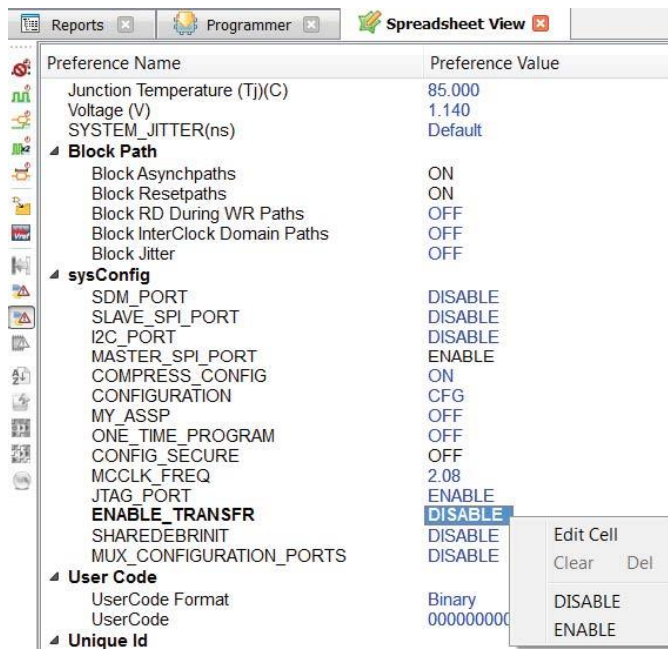 Reports Programmer Spreadsheet View
Preference Name Preference Value
Junction Temperature (Tj)(C) 85.000
Voltage (V) 1.140
SYSTEM_JITTER(ns) Default
Block Path
Block Asynchpaths ON
Block Resetpaths ON
Block RD During WR Paths OFF
Block InterClock Domain Paths OFF
Block Jitter OFF
sysConfig
SDM_PORT DISABLE
SLAVE_SPI_PORT DISABLE
I2C_PORT DISABLE
MASTER_SPI_PORT ENABLE
COMPRESS_CONFIG ON
CONFIGURATION CFG
MY_ASSP OFF
ONE_TIME_PROGRAM OFF
CONFIG_SECURE OFF
MCCLK_FREQ 2.08
JTAG_PORT ENABLE
ENABLE_TRANSFR DISABLE
SHAREDEBRINIT DISABLE Edit Cell
MUX_CONFIGURATION_PORTS DISABLE Clear Del
User Code
UserCode Format Binary DISABLE
UserCode 000000000 ENABLE
Unique Id